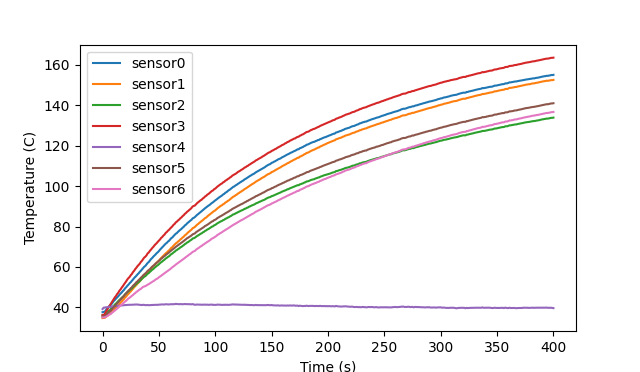 160
140
120
100
80
60
40
Temperature (C)
sensor0
sensor1
sensor2
sensor3
sensor4
sensor5
sensor6
0 50 100 150 200 250 300 350 400
Time (s)